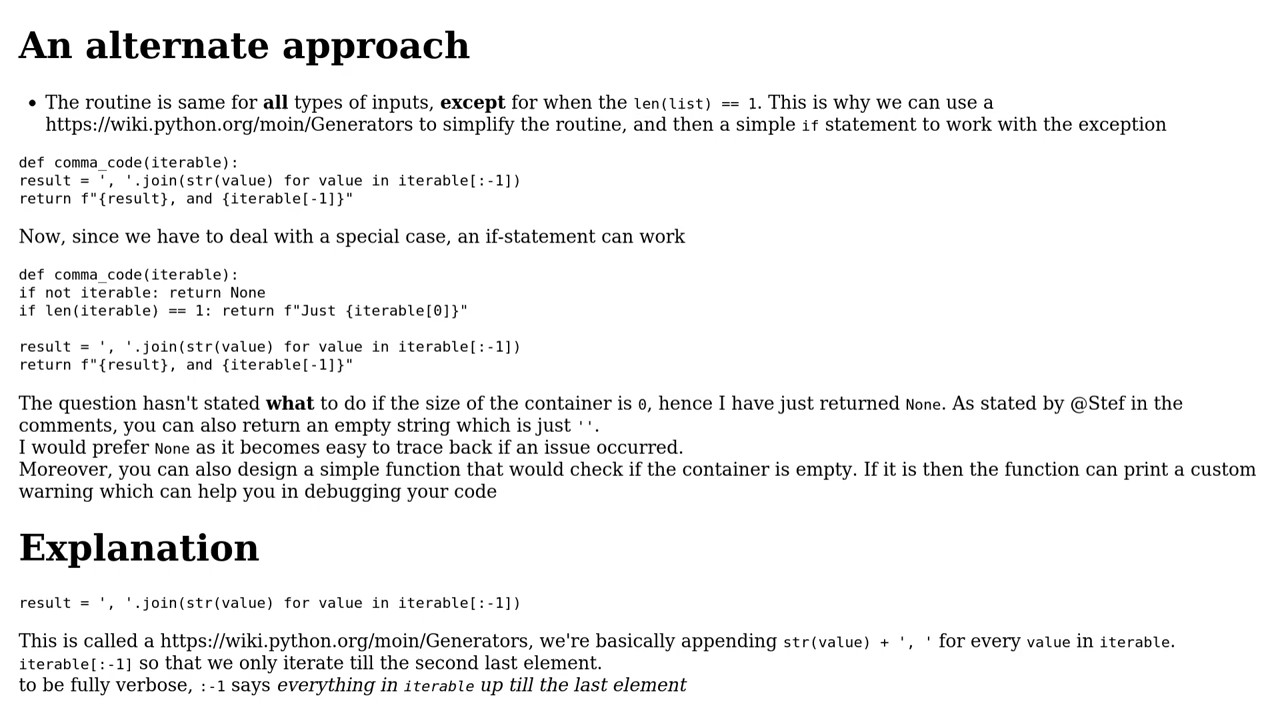 An alternate approach
• The routine is same for all types of inputs, except for when the len(list) == 1. This is why we can use a
https://wiki.python.org/moin/Generators to simplify the routine, and then a simple if statement to work with the exception
def comma_code(iterable):
result = ', '.join(str(value) for value in iterable[:-1])
return f"{result}, and {iterable[-1]}"
Now, since we have to deal with a special case, an if-statement can work
def comma_code(iterable):
if not iterable: return None
if len(iterable) == 1: return f"Just {iterable[0]}"
result = ', '.join(str(value) for value in iterable[:-1])
return f"{result}, and {iterable[-1]}"
The question hasn't stated what to do if the size of the container is 0, hence I have just returned None. As stated by @Stef in the
comments, you can also return an empty string which is just ''.
I would prefer None as it becomes easy to trace back if an issue occurred.
Moreover, you can also design a simple function that would check if the container is empty. If it is then the function can print a custom
warning which can help you in debugging your code
Explanation
result = ', '.join(str(value) for value in iterable[:-1])
This is called a https://wiki.python.org/moin/Generators, we're basically appending str(value) + ', ' for every value in iterable.
iterable[:-1] so that we only iterate till the second last element.
to be fully verbose, :-1 says everything in iterable up till the last element